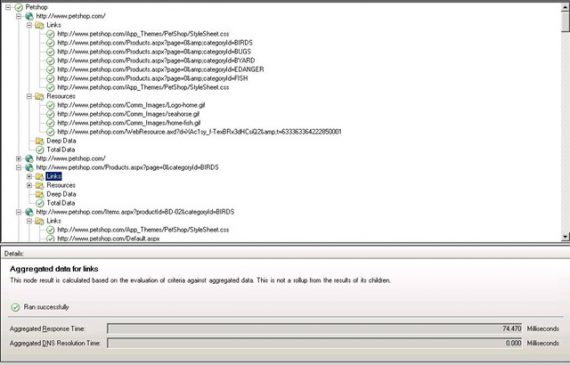 Petshop
http://www.petshop.com/
Links
http://www.petshop.com/App_Themes/PetShop/StyleSheet.css
http://www.petshop.com/Products.aspx?page=0&amp;categoryId=BIRDS
http://www.petshop.com/Products.aspx?page=0&amp;categoryId=BUGS
http://www.petshop.com/Products.aspx?page=0&amp;categoryId=BYARD
http://www.petshop.com/Products.aspx?page=0&amp;categoryId=EDANGER
http://www.petshop.com/Products.aspx?page=0&amp;categoryId=FISH
http://www.petshop.com/App_Themes/PetShop/StyleSheet.css
Resources
http://www.petshop.com/Comm_Images/Logo-home.gif
http://www.petshop.com/Comm_Images/seahorse.gif
http://www.petshop.com/Comm_Images/home-fish.gif
Deep Data
Total Data
http://www.petshop.com/
http://www.petshop.com/Products.aspx?page=0&categoryId=BIRDS
Links
Resources
Deep Data
Total Data
http://www.petshop.com/Items.aspx?productId=BD-02&categoryId=BIRDS
Links
http://www.petshop.com/App_Themes/PetShop/StyleSheet.css
http://www.petshop.com/Default.aspx
Details:
Aggregated data for links
This node result is calculated based on the evaluation of criteria against aggregated data. This is not a rollup from the results of its children.
Ran successfully
Aggregated Response Time: 74.470 Milliseconds
Aggregated DNS Resolution Time: 0.000 Milliseconds